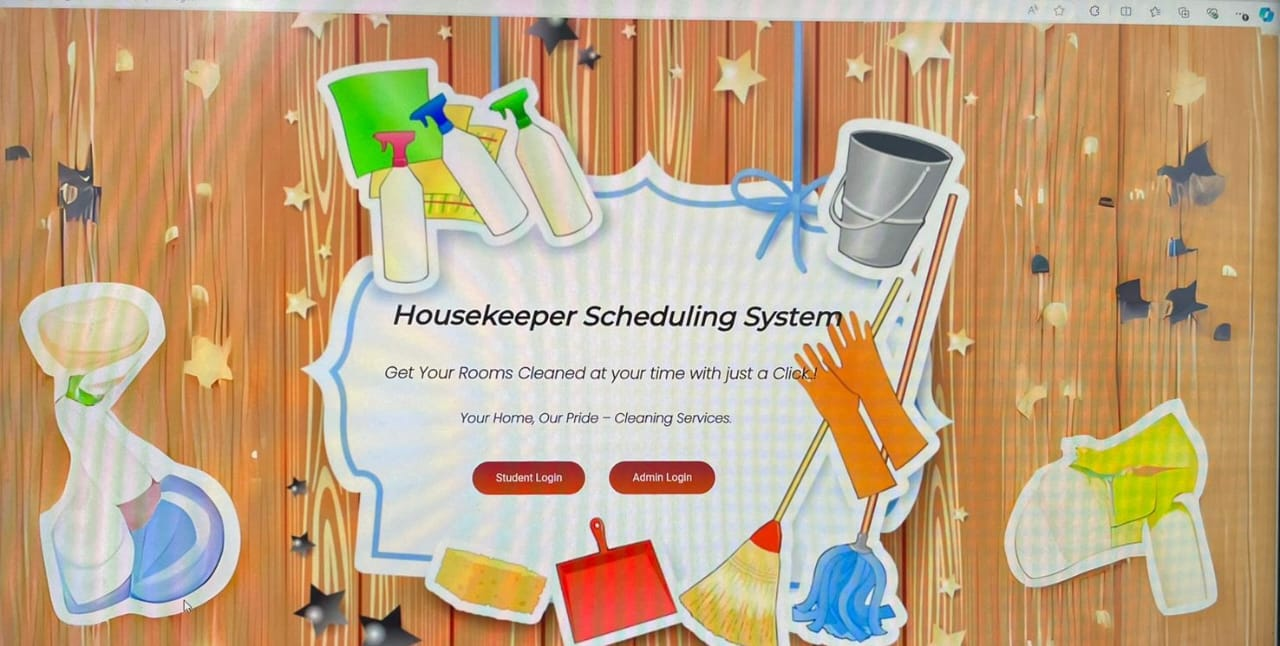 Housekeeper Scheduling System
Get Your Rooms Cleaned at your time with just a Click.!
Your Home, Our Pride – Cleaning Services.
Student Login
Admin Login